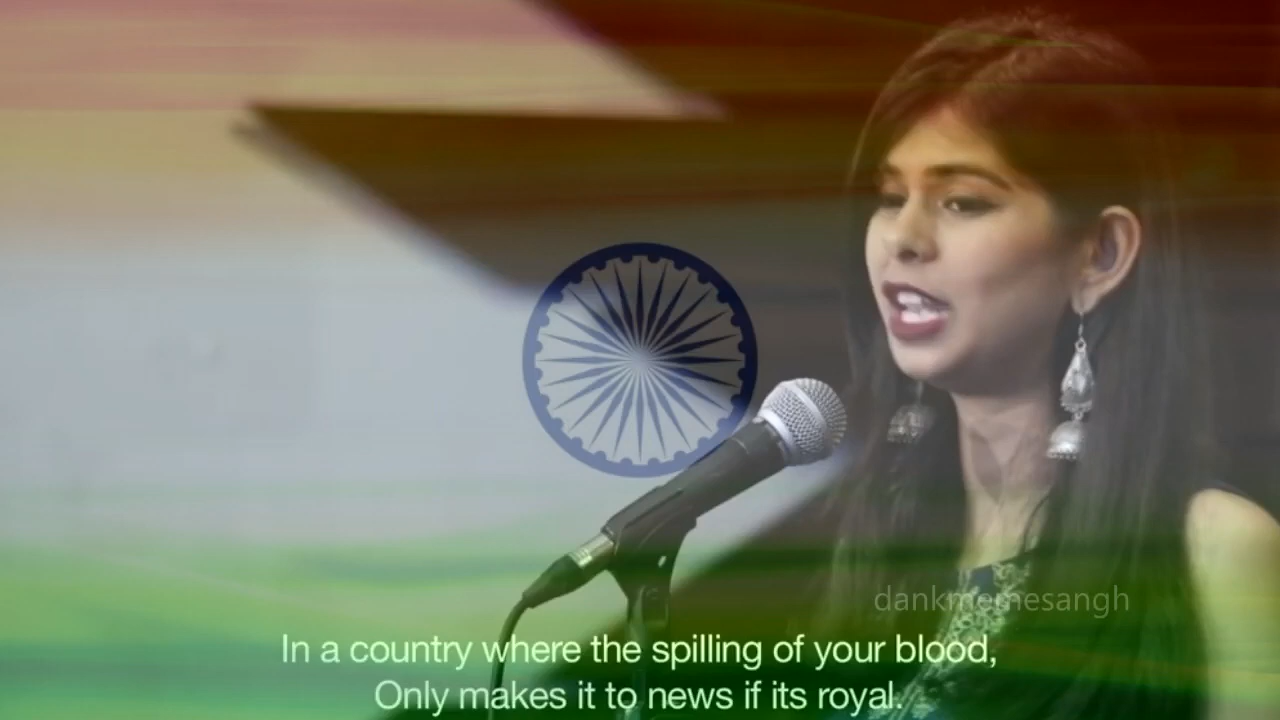 dankmemesangh
In a country where the spilling of your blood,
Only makes it to news if its royal.